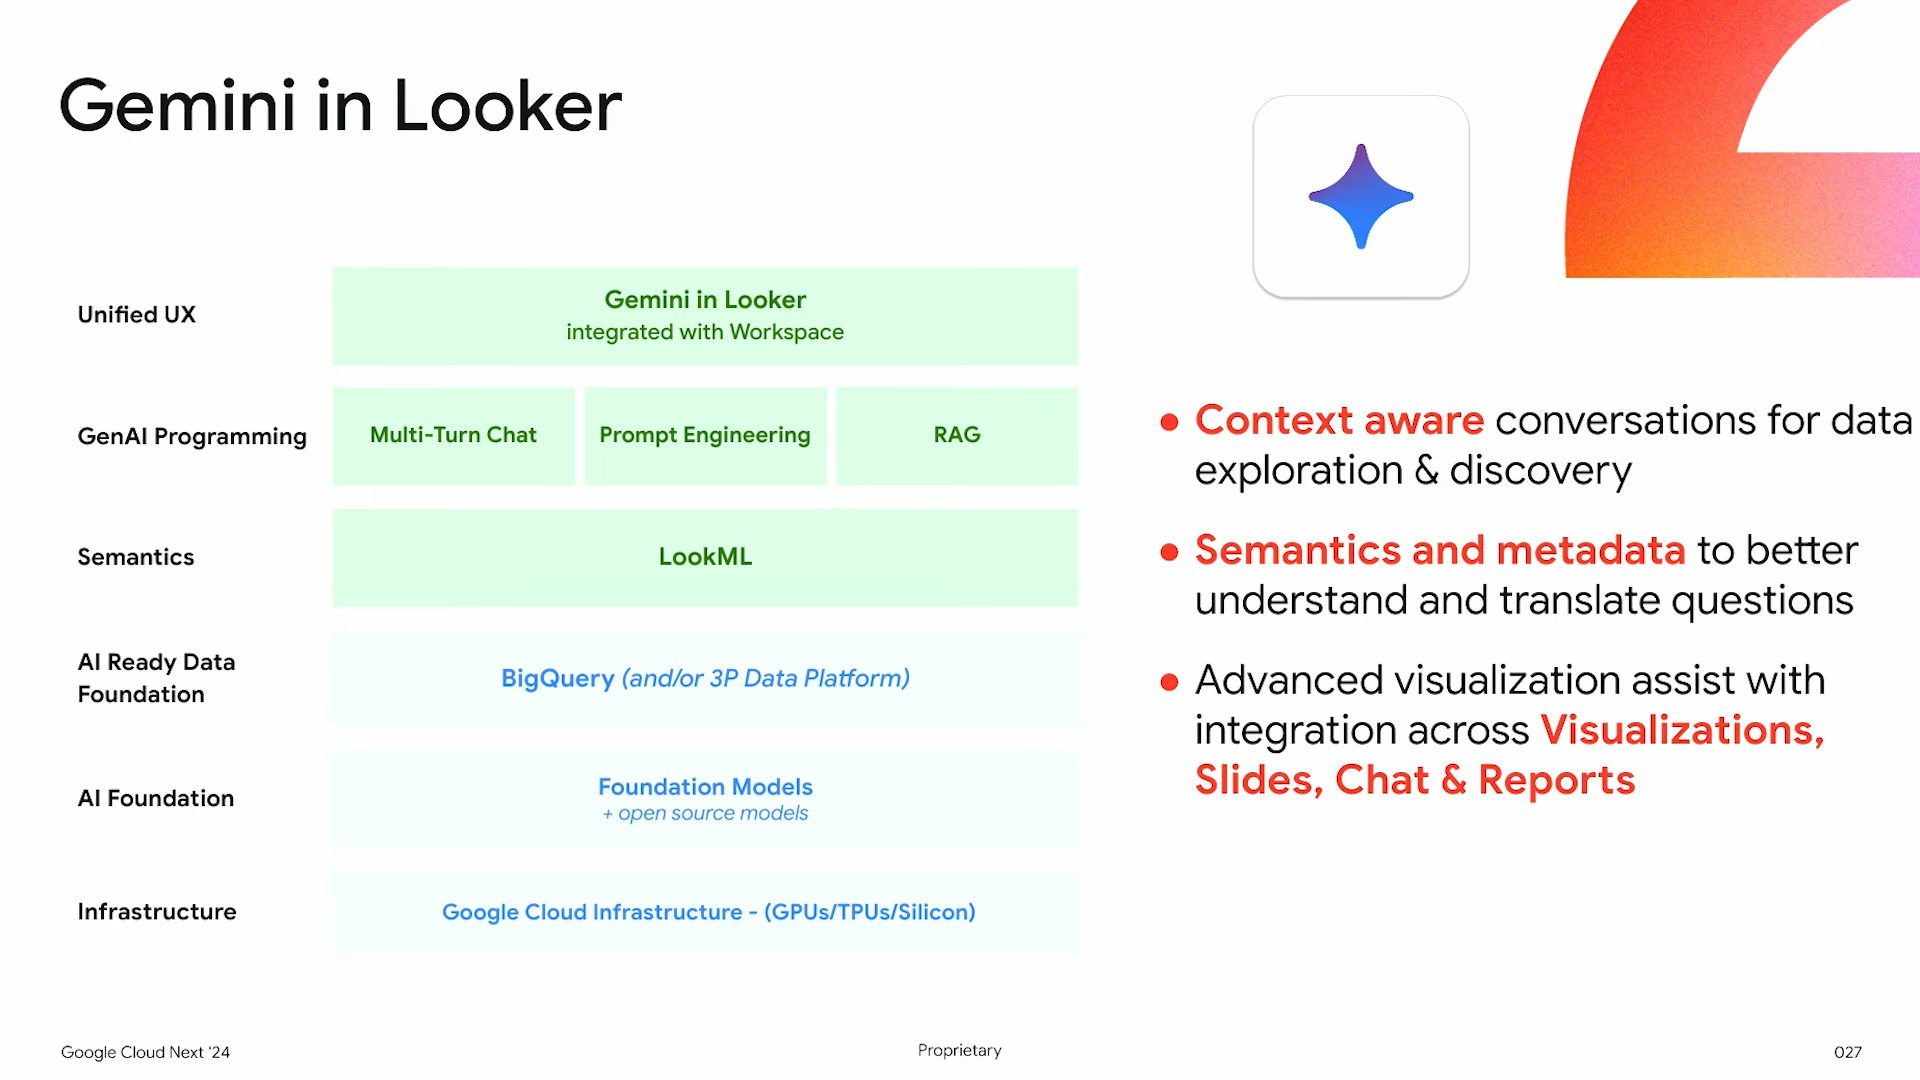 Gemini in Looker
Unified UX
Gemini in Looker
integrated with Workspace
GenAI Programming
Multi-Turn Chat
Prompt Engineering
RAG
Semantics
LookML
AI Ready Data
Foundation
BigQuery (and/or 3P Data Platform)
AI Foundation
Foundation Models
+ open source models
Infrastructure
Google Cloud Infrastructure - (GPUs/TPUs/Silicon)
● Context aware conversations for data
exploration & discovery
● Semantics and metadata to better
understand and translate questions
● Advanced visualization assist with
integration across Visualizations,
Slides, Chat & Reports
Google Cloud Next ‘24
Proprietary
027